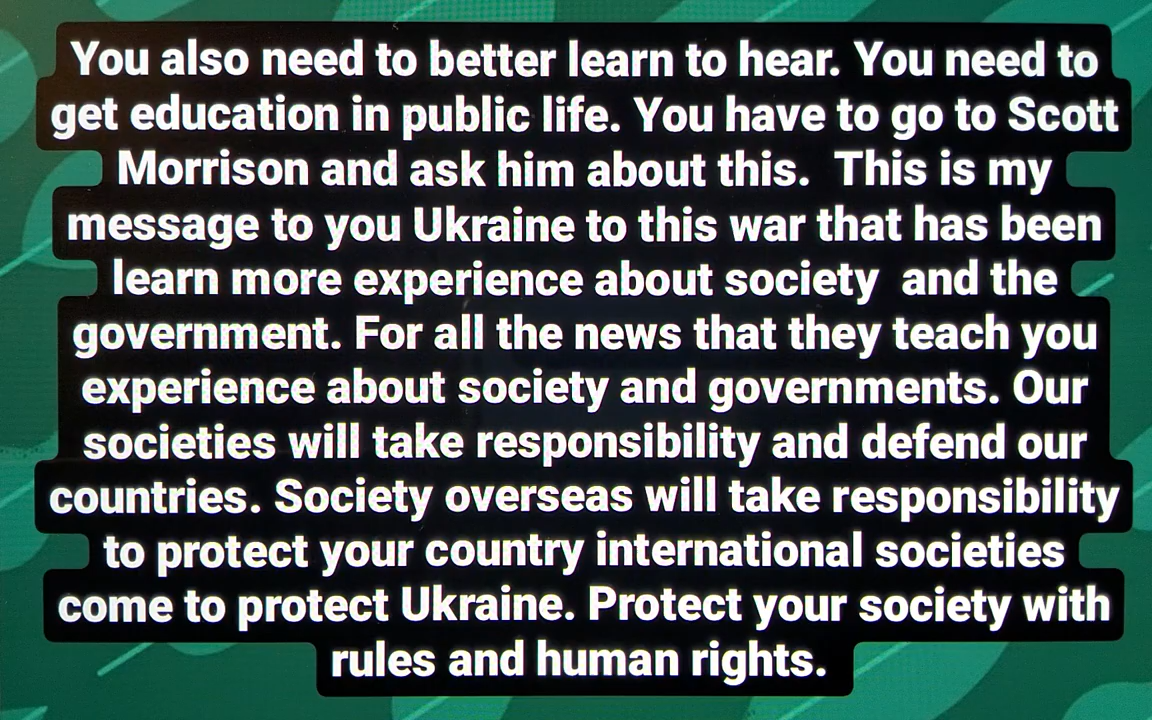 You also need to better learn to hear. You need to
get education in public life. You have to go to Scott
Morrison and ask him about this.  This is my
message to you Ukraine to this war that has been
learn more experience about society  and the
government. For all the news that they teach you
experience about society and governments. Our
societies will take responsibility and defend our
countries. Society overseas will take responsibility
to protect your country international societies
come to protect Ukraine. Protect your society with
rules and human rights.